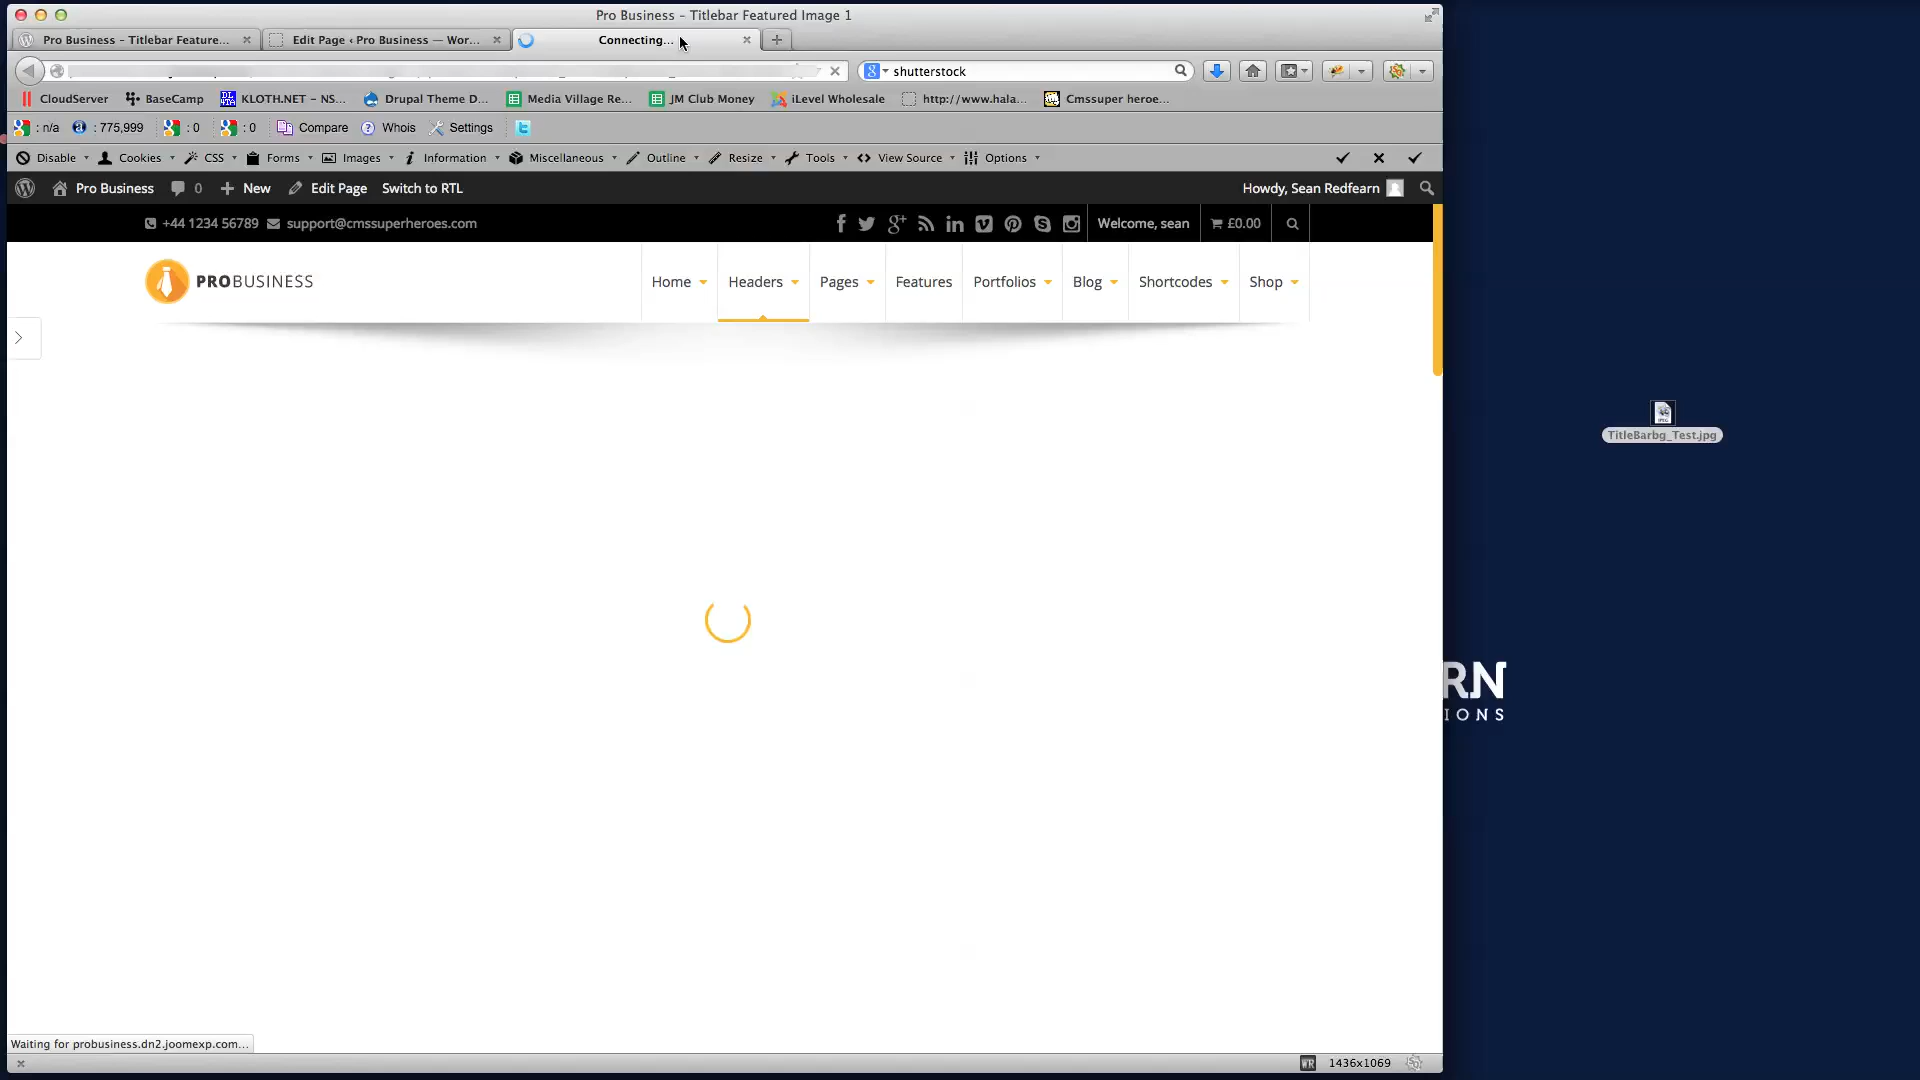 Pro Business - Titlebar Featured Image 1
Pro Business - Titlebar Feature...
Edit Page ‹ Pro Business — Wor...
Connecting...
shutterstock
CloudServer
BaseCamp
KLOTH.NET - NS...
Drupal Theme D...
Media Village Re...
JM Club Money
iLevel Wholesale
http://www.hala...
Cmssuper heroe...
: n/a
: 775,999
: 0
: 0
Compare
Whois
Settings
Disable
Cookies
CSS
Forms
Images
Information
Miscellaneous
Outline
Resize
Tools
View Source
Options
Pro Business
0
New
Edit Page
Switch to RTL
Howdy, Sean Redfearn
+44 1234 56789
support@cmssuperheroes.com
Welcome, sean
£0.00
PROBUSINESS
Home
Headers
Pages
Features
Portfolios
Blog
Shortcodes
Shop
TitleBarbg_Test.jpg
RN
IONS
Waiting for probusiness.dn2.joomexp.com...
1436x1069